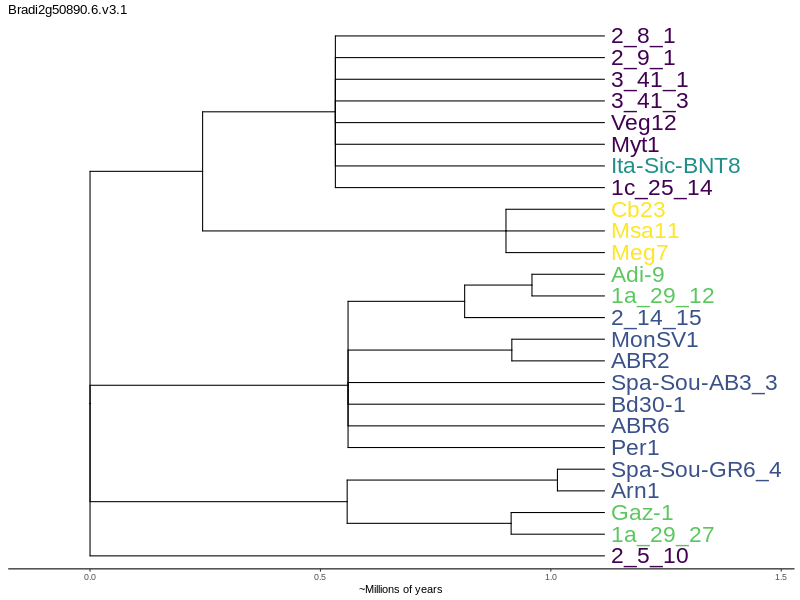 Bradi2g50890.6.v3.1
2_8_1
2_9_1
3_41_1
3_41_3
Veg12
Myt1
Ita-Sic-BNT8
1c_25_14
Cb23
Msa11
Meg7
Adi-9
1a_29_12
2_14_15
MonSV1
ABR2
Spa-Sou-AB3_3
Bd30-1
ABR6
Per1
Spa-Sou-GR6_4
Arn1
Gaz-1
1a_29_27
2_5_10
0.0 0.5 1.0 1.5
~Millions of years